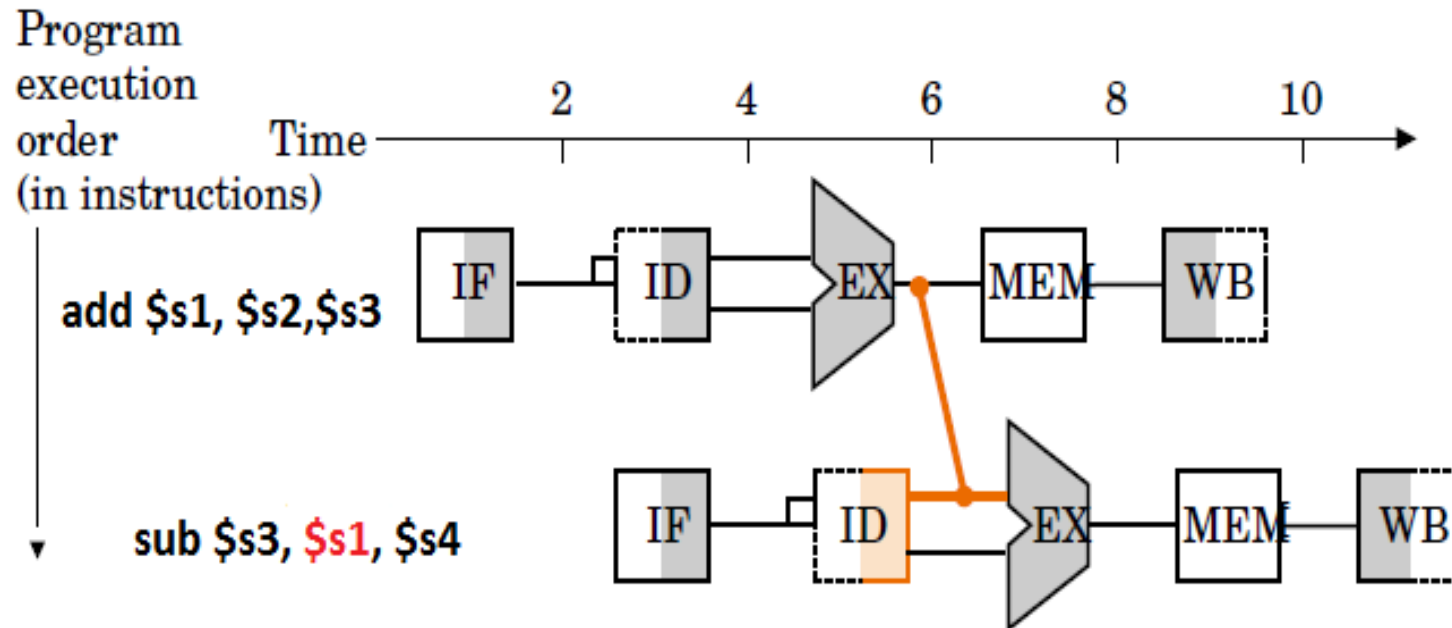 Program
execution
order
(in instructions)
Time
2 4 6 8 10
add $s1, $s2,$s3
IF ID EX MEM WB
sub $s3, $s1, $s4
IF ID EX MEM WB